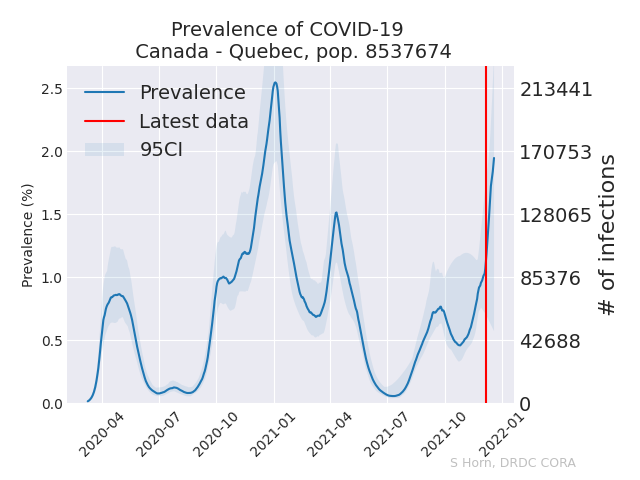 Prevalence of COVID-19
Canada - Quebec, pop. 8537674
Prevalence
Latest data
95CI
Prevalence (%)
2.5
2.0
1.5
1.0
0.5
0.0
213441
170753
128065
85376
42688
0
# of infections
2020-04
2020-07
2020-10
2021-01
2021-04
2021-07
2021-10
2022-01
S Horn, DRDC CORA